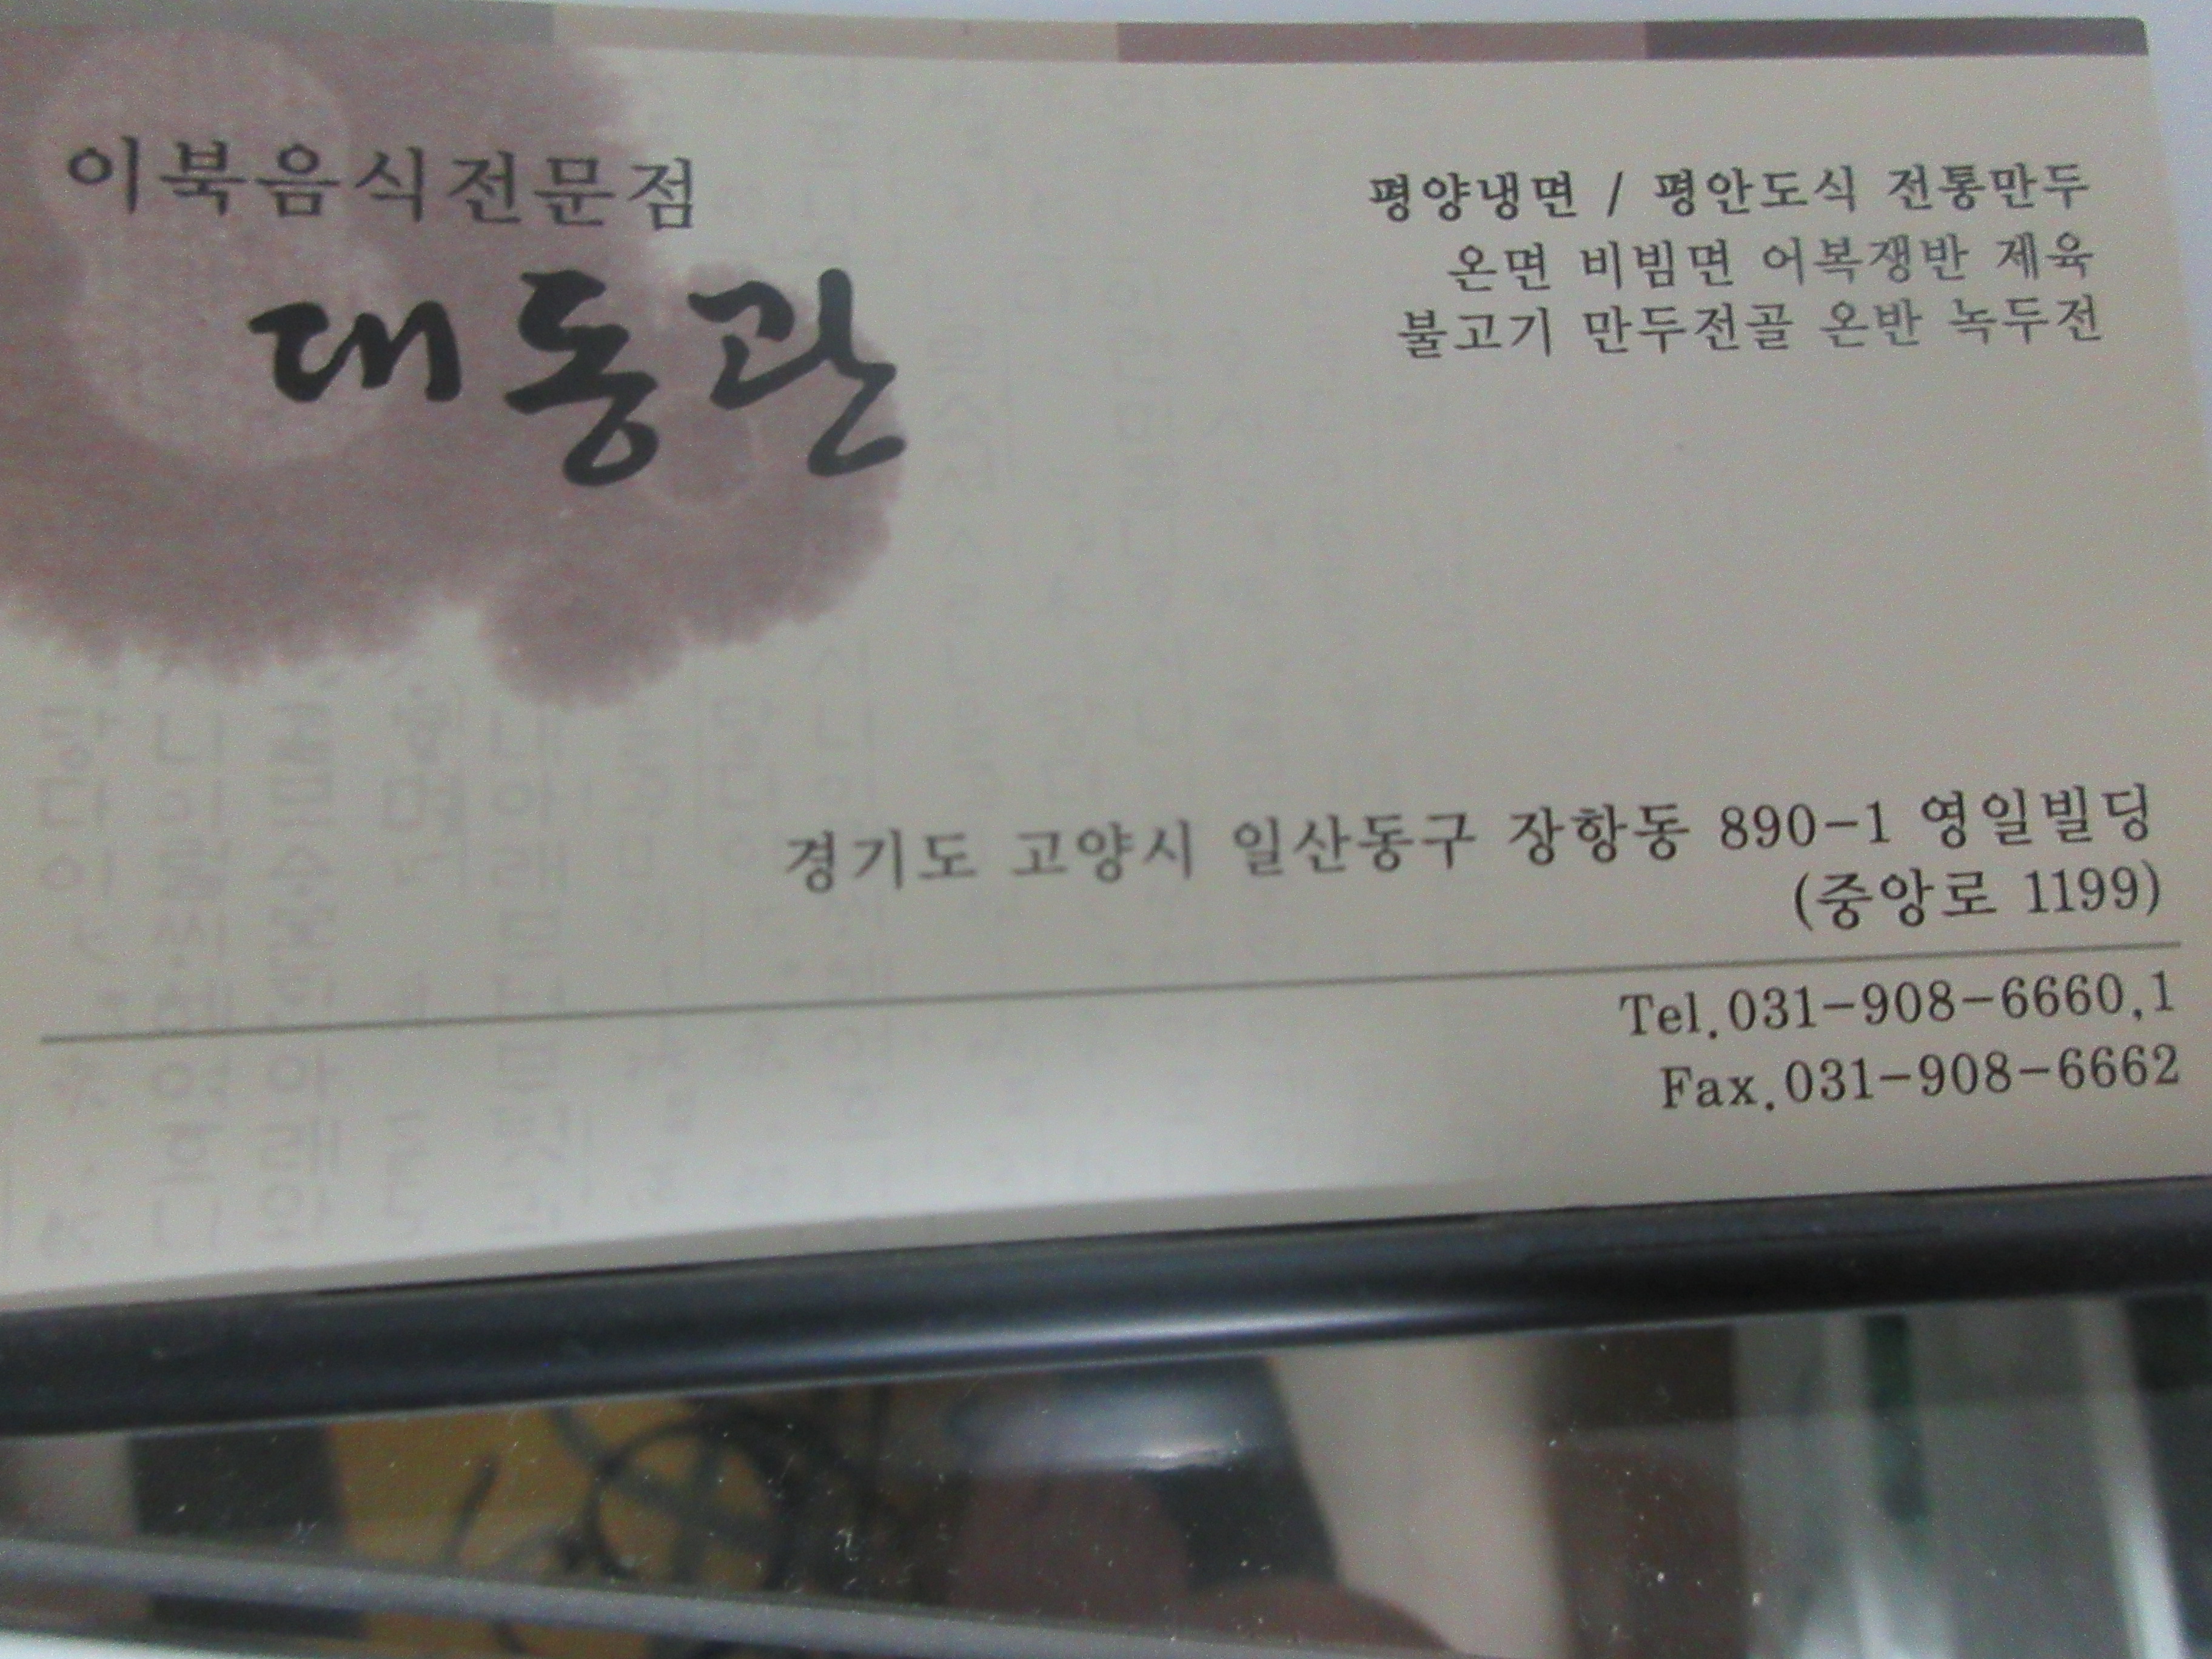 이북음식전문점
대동관
평양냉면 / 평안도식 전통만두
온면 비빔면 어복쟁반 제육
불고기 만두전골 온반 녹두전
경기도 고양시 일산동구 장항동 890-1 영일빌딩
(중앙로 1199)
Tel.031-908-6660,1
Fax.031-908-6662